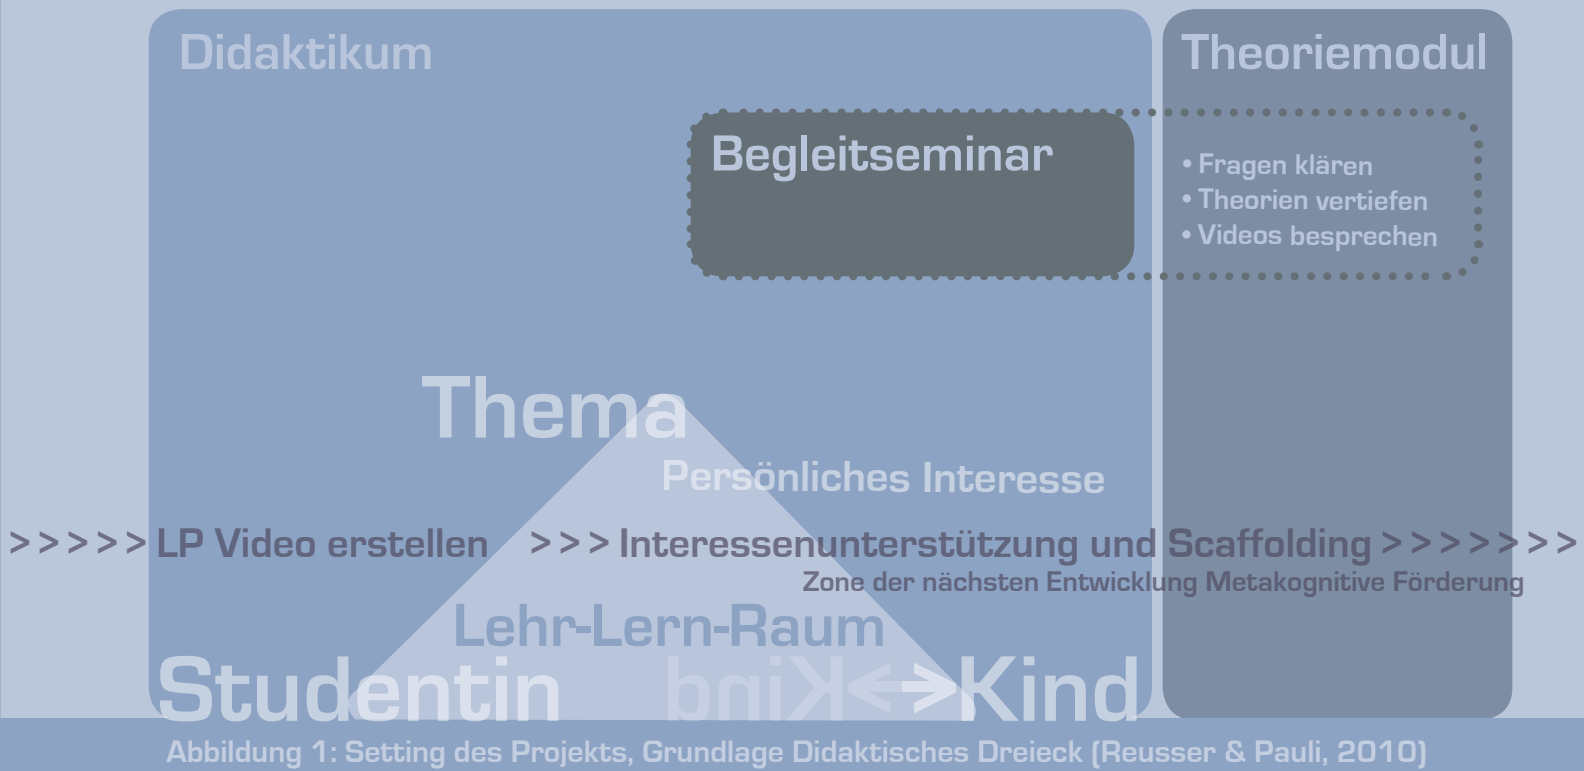 Didaktikum
Theoriemodul
Begleitseminar
• Fragen klären
• Theorien vertiefen
• Videos besprechen
Thema
Persönliches Interesse
>>>>> LP Video erstellen >>> Interessenunterstützung und Scaffolding >>>>>>>
Zone der nächsten Entwicklung Metakognitive Förderung
Lehr-Lern-Raum
Studentin Kind<->Kind
Abbildung 1: Setting des Projekts, Grundlage Didaktisches Dreieck (Reusser & Pauli, 2010)